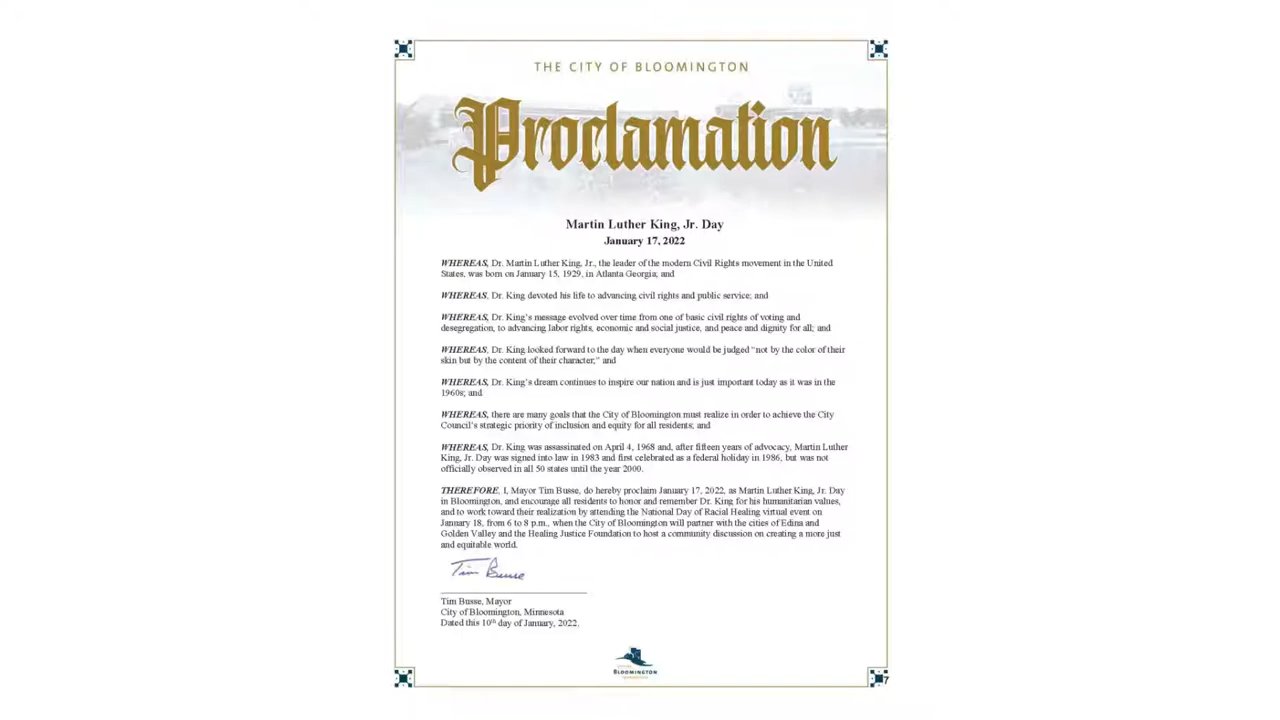 THE CITY OF BLOOMINGTON
Proclamation
Martin Luther King, Jr. Day
January 17, 2022
WHEREAS, Dr. Martin Luther King, Jr., the leader of the modern Civil Rights movement in the United
States, was born on January 15, 1929, in Atlanta Georgia; and
WHEREAS, Dr. King devoted his life to advancing civil rights and public service; and
WHEREAS, Dr. King's message evolved over time from one of basic civil rights of voting and
desegregation, to advancing labor rights, economic and social justice, and peace and dignity for all; and
WHEREAS, Dr. King looked forward to the day when everyone would be judged "not by the color of their
skin but by the content of their character;" and
WHEREAS, Dr. King's dream continues to inspire our nation and is just important today as it was in the
1960s; and
WHEREAS, there are many goals that the City of Bloomington must realize in order to achieve the City
Council's strategic priority of inclusion and equity for all residents; and
WHEREAS, Dr. King was assassinated on April 4, 1968 and, after fifteen years of advocacy, Martin Luther
King, Jr. Day was signed into law in 1983 and first celebrated as a federal holiday in 1986, but was not
officially observed in all 50 states until the year 2000.
THEREFORE, I, Mayor Tim Busse, do hereby proclaim January 17, 2022, as Martin Luther King, Jr. Day
in Bloomington, and encourage all residents to honor and remember Dr. King for his humanitarian values,
and to work toward their realization by attending the National Day of Racial Healing virtual event on
January 18, from 6 to 8 p.m., when the City of Bloomington will partner with the cities of Edina and
Golden Valley and the Healing Justice Foundation to host a community discussion on creating a more just
and equitable world.
Tim Busse
Tim Busse, Mayor
City of Bloomington, Minnesota
Dated this 10th day of January, 2022.
BLOOMINGTON
7